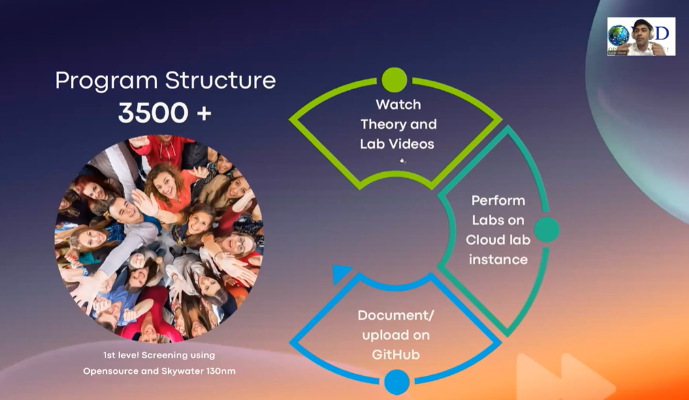 Program Structure
3500 +
Watch
Theory and
Lab Videos
Perform
Labs on
Cloud lab
instance
Document/
upload on
GitHub
1st level Screening using
Opensource and Skywater 130nm